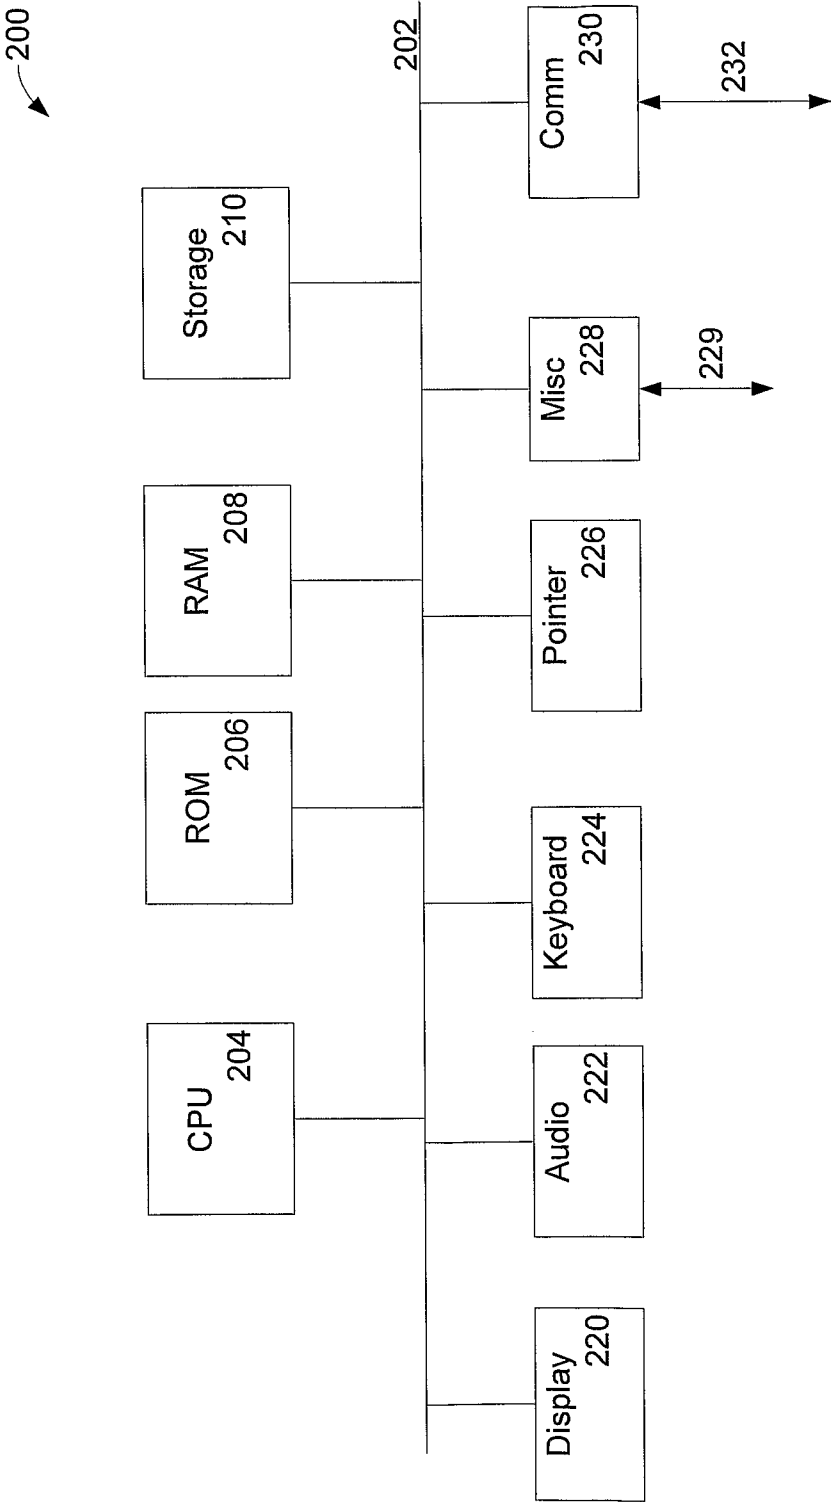 200
CPU
204
ROM
206
RAM
208
Storage
210
202
Display
220
Audio
222
Keyboard
224
Pointer
226
Misc
228
Comm
230
229
232